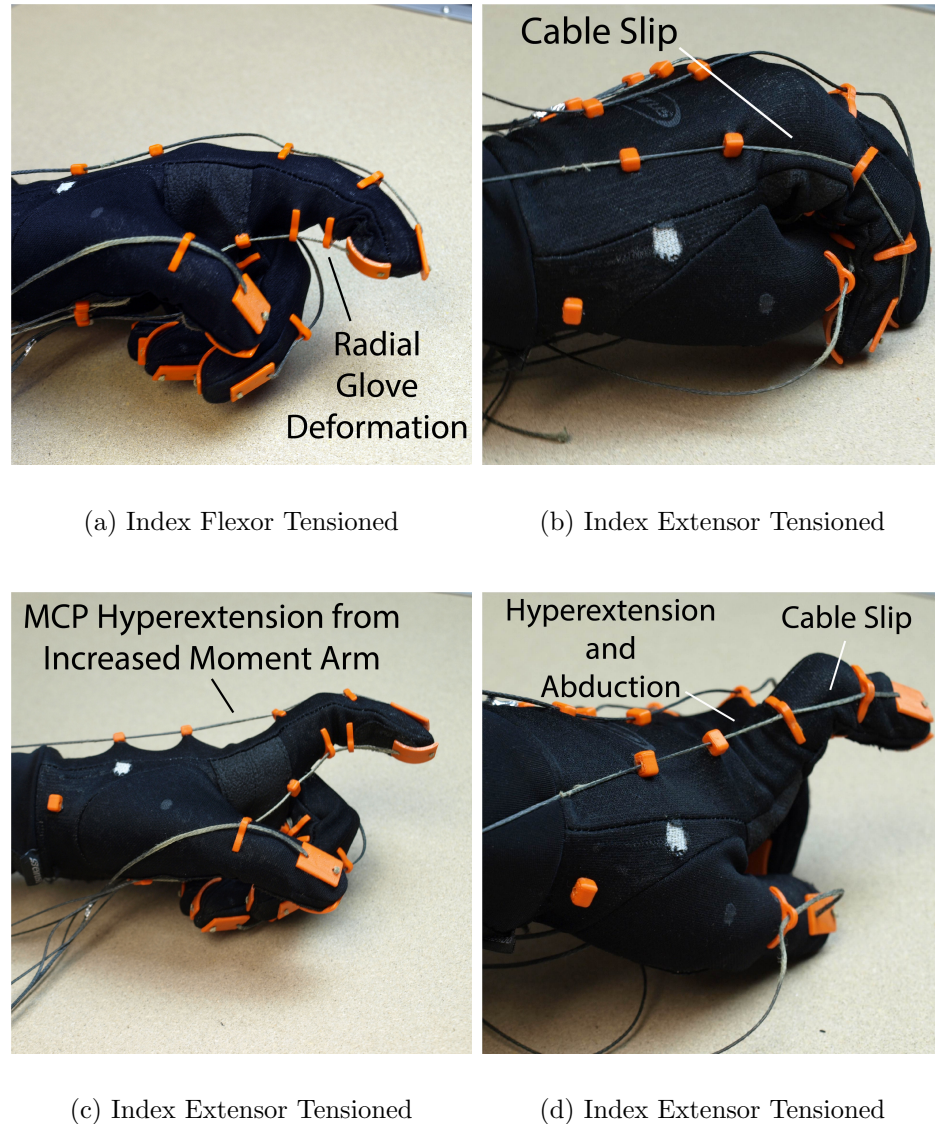 Cable Slip
Radial
Glove
Deformation
(a) Index Flexor Tensioned
(b) Index Extensor Tensioned
MCP Hyperextension from
Increased Moment Arm
Hyperextension
and
Abduction
Cable Slip
(c) Index Extensor Tensioned
(d) Index Extensor Tensioned